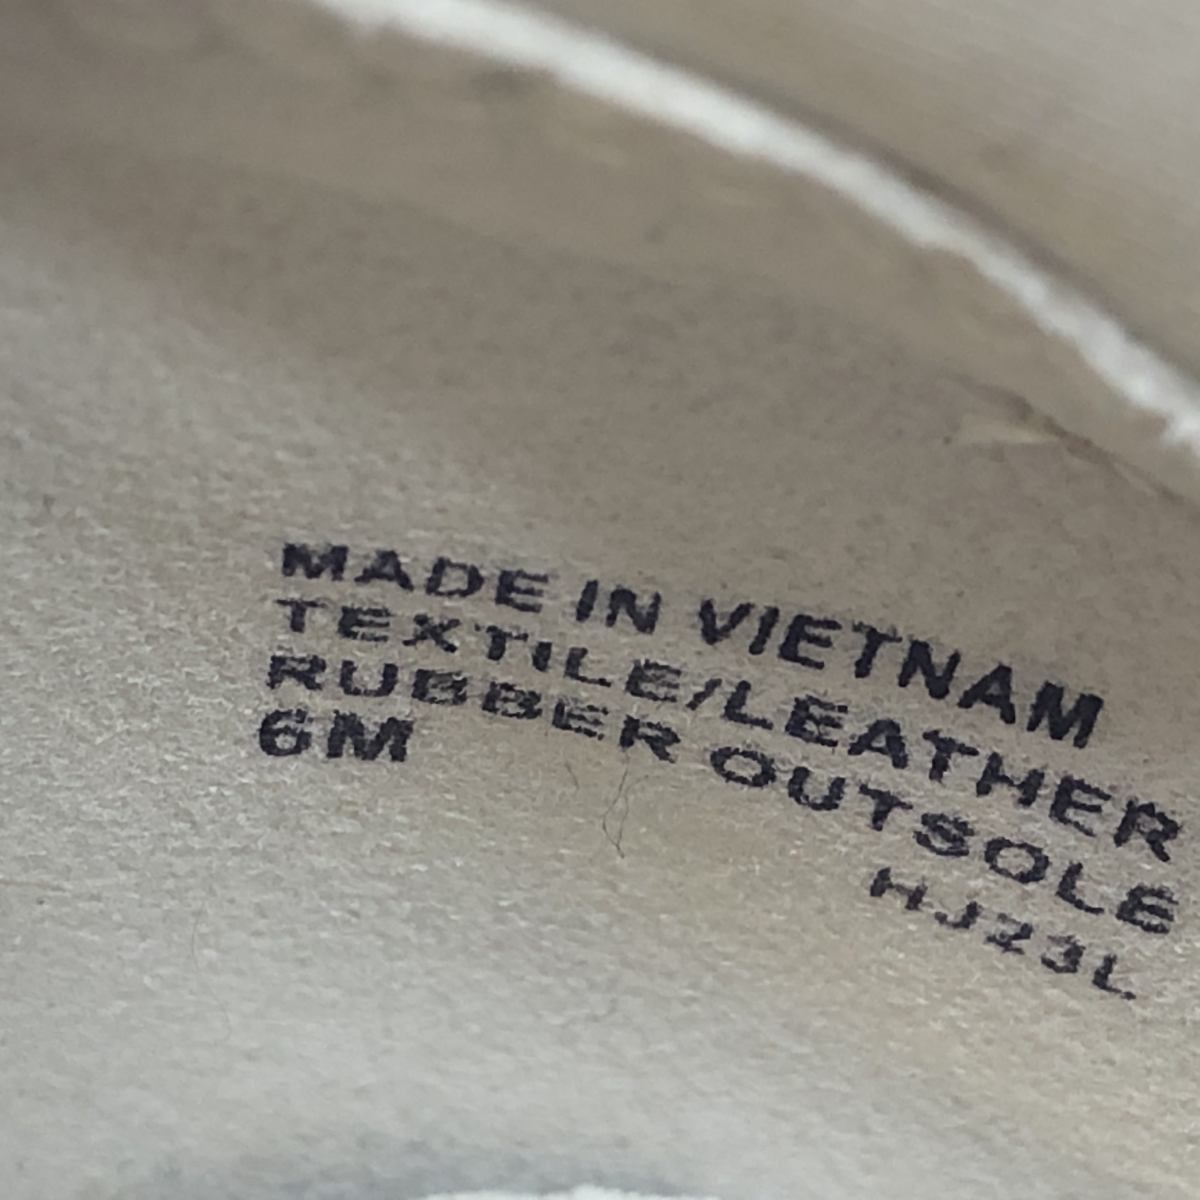 MADE IN VIETNAM
TEXTILE/LEATHER
RUBBER OUTSOLE
6M
HJ23L